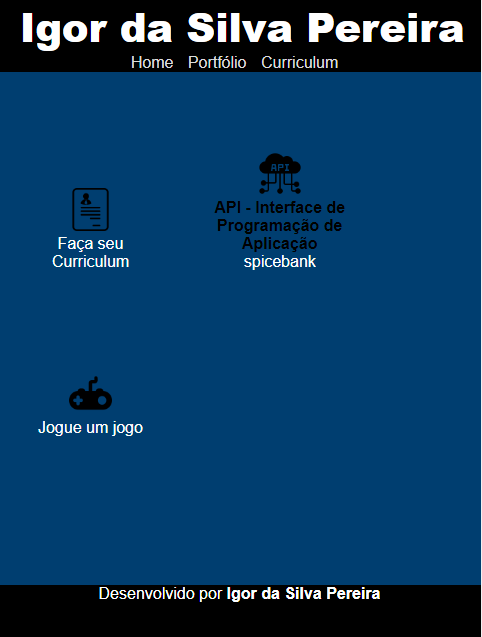 Igor da Silva Pereira
Home Portfólio Curriculum
API
API - Interface de
Programação de
Aplicação
spicebank
Faça seu
Curriculum
Jogue um jogo
Desenvolvido por Igor da Silva Pereira